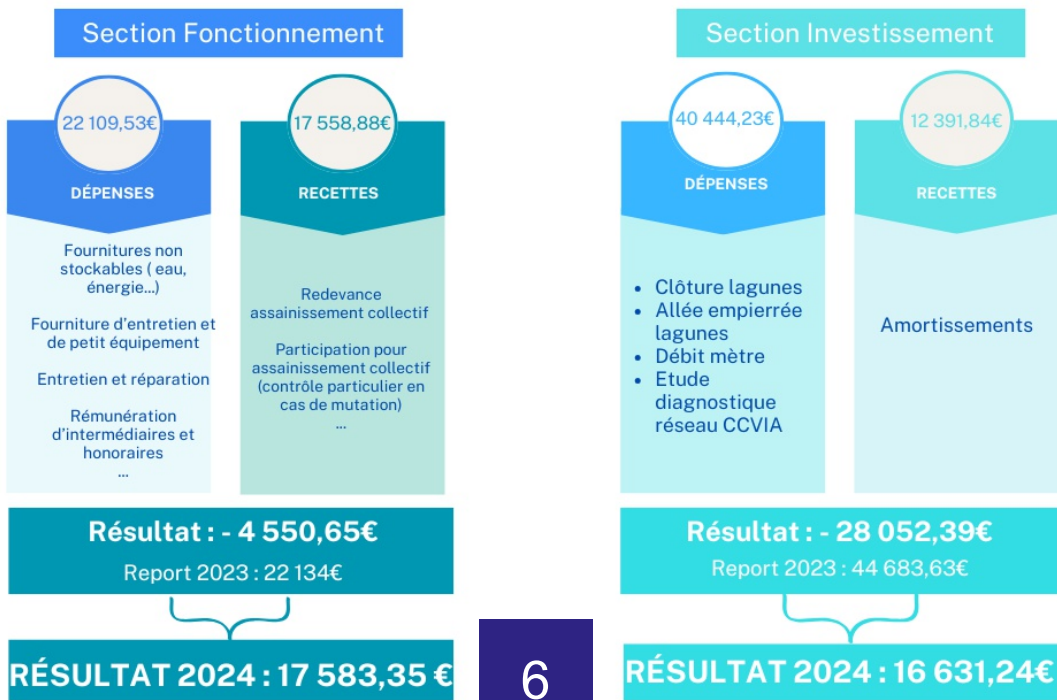 Section Fonctionnement
22 109,53€
DÉPENSES
Fournitures non
stockables ( eau,
énergie...)
Fourniture d'entretien et
de petit équipement
Entretien et réparation
Rémunération
d'intermédiaires et
honoraires
...
17 558,88€
RECETTES
Redevance
assainissement collectif
Participation pour
assainissement collectif
(contrôle particulier en
cas de mutation)
...
Résultat : - 4 550,65€
Report 2023 : 22 134€
RÉSULTAT 2024 : 17 583,35 €
Section Investissement
40 444,23€
DÉPENSES
• Clôture lagunes
• Allée empierrée
lagunes
• Débit mètre
• Etude
diagnostique
réseau CCVIA
12 391,84€
RECETTES
Amortissements
Résultat : - 28 052,39€
Report 2023 : 44 683,63€
RÉSULTAT 2024 : 16 631,24€
6